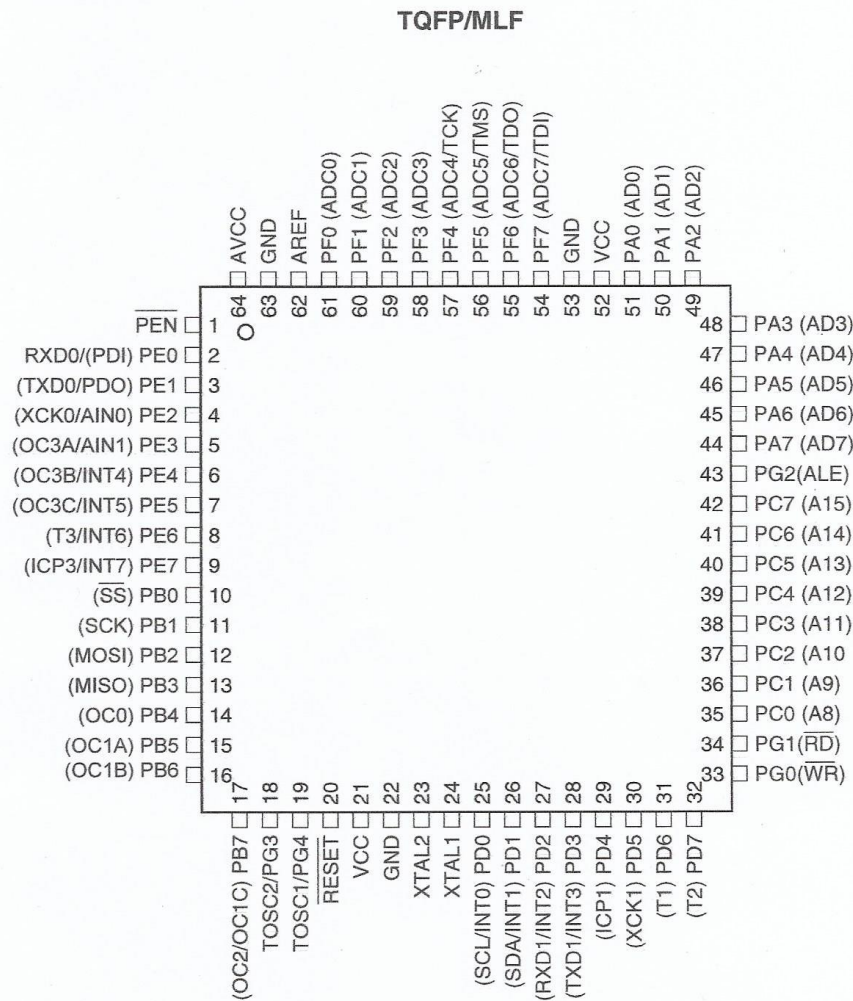 TQFP/MLF
AVCC
GND
AREF
PF0 (ADC0)
PF1 (ADC1)
PF2 (ADC2)
PF3 (ADC3)
PF4 (ADC4/TCK)
PF5 (ADC5/TMS)
PF6 (ADC6/TDO)
PF7 (ADC7/TDI)
GND
VCC
PA0 (AD0)
PA1 (AD1)
PA2 (AD2)
64
63
62
61
60
59
58
57
56
55
54
53
52
51
50
49
PEN 1
RXD0/(PDI) PE0 2
(TXD0/PDO) PE1 3
(XCK0/AIN0) PE2 4
(OC3A/AIN1) PE3 5
(OC3B/INT4) PE4 6
(OC3C/INT5) PE5 7
(T3/INT6) PE6 8
(ICP3/INT7) PE7 9
(SS) PB0 10
(SCK) PB1 11
(MOSI) PB2 12
(MISO) PB3 13
(OC0) PB4 14
(OC1A) PB5 15
(OC1B) PB6 16
48 PA3 (AD3)
47 PA4 (AD4)
46 PA5 (AD5)
45 PA6 (AD6)
44 PA7 (AD7)
43 PG2(ALE)
42 PC7 (A15)
41 PC6 (A14)
40 PC5 (A13)
39 PC4 (A12)
38 PC3 (A11)
37 PC2 (A10
36 PC1 (A9)
35 PC0 (A8)
34 PG1(RD)
33 PG0(WR)
17
18
19
20
21
22
23
24
25
26
27
28
29
30
31
32
(OC2/OC1C) PB7
TOSC2/PG3
TOSC1/PG4
RESET
VCC
GND
XTAL2
XTAL1
(SCL/INT0) PD0
(SDA/INT1) PD1
(RXD1/INT2) PD2
(TXD1/INT3) PD3
(ICP1) PD4
(XCK1) PD5
(T1) PD6
(T2) PD7